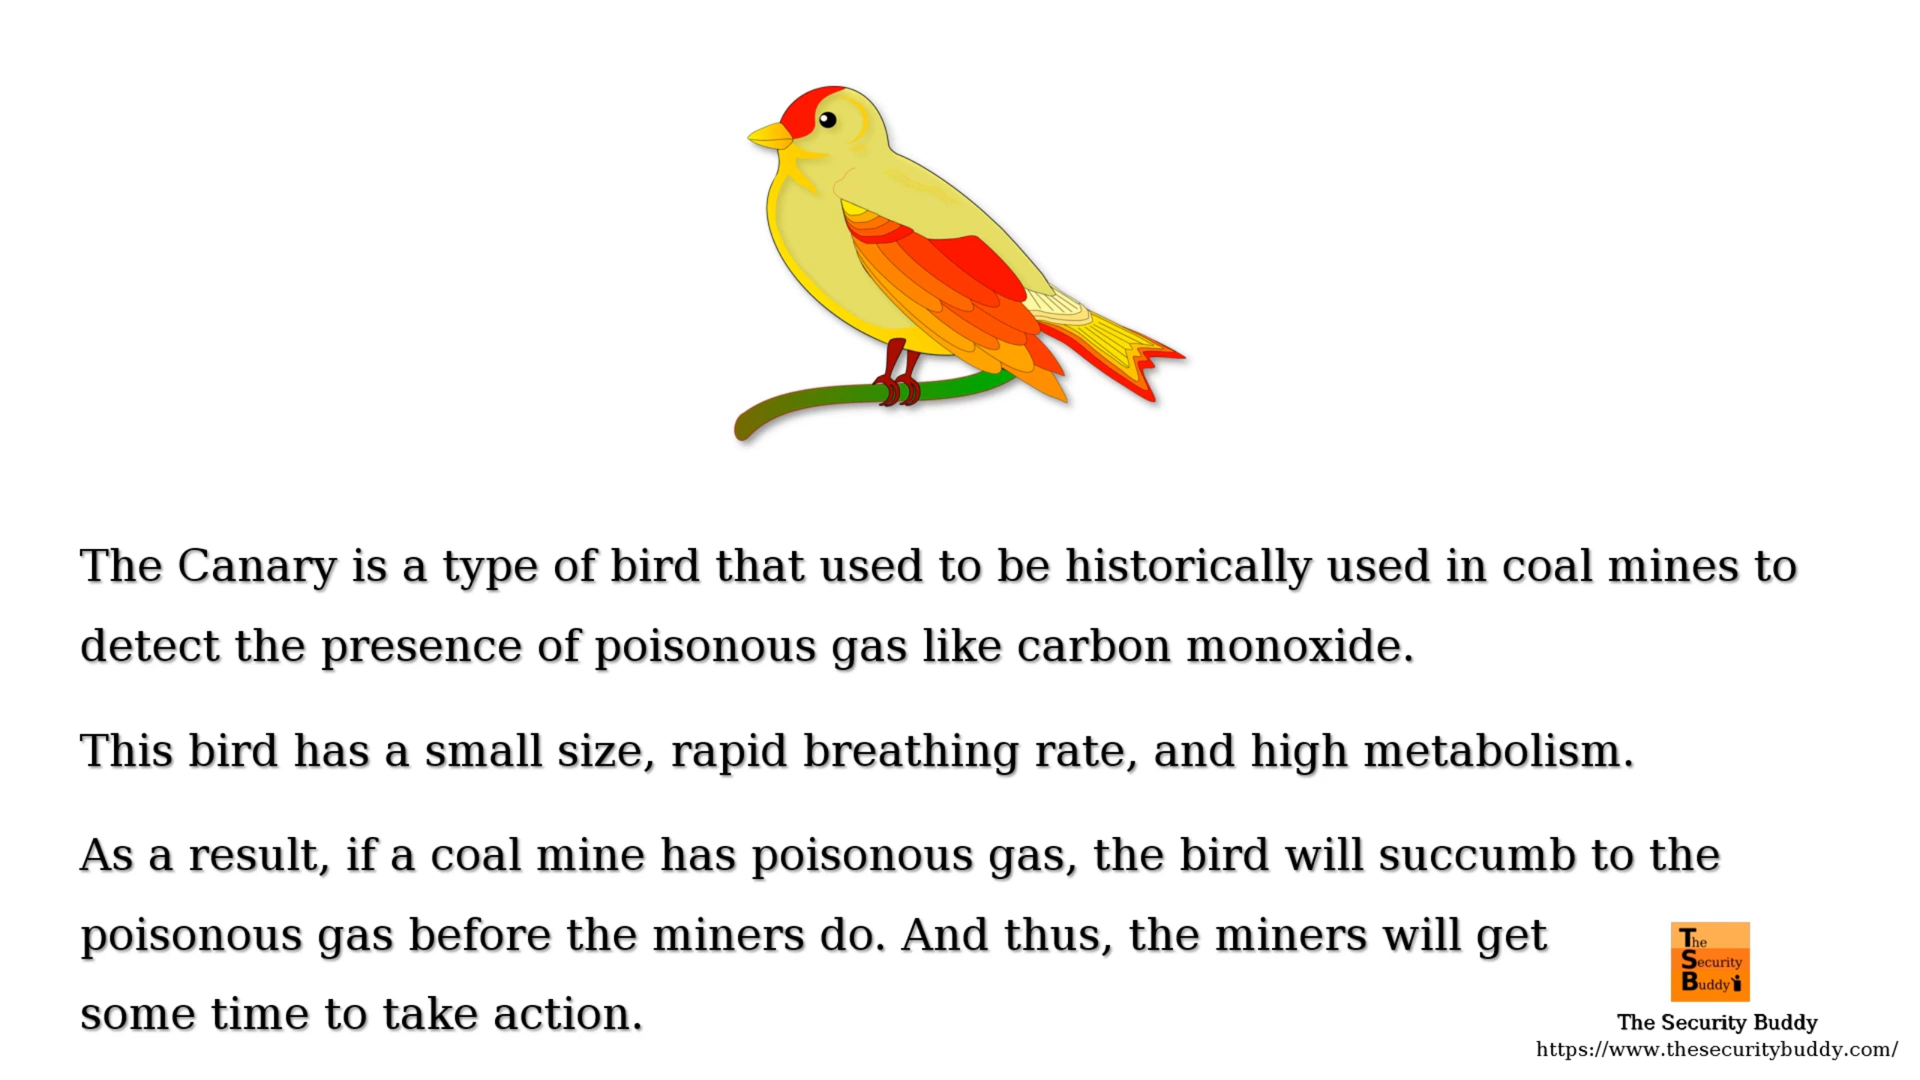 The Canary is a type of bird that used to be historically used in coal mines to
detect the presence of poisonous gas like carbon monoxide.
This bird has a small size, rapid breathing rate, and high metabolism.
As a result, if a coal mine has poisonous gas, the bird will succumb to the
poisonous gas before the miners do. And thus, the miners will get
some time to take action.
The
Security
Buddy
The Security Buddy
https://www.thesecuritybuddy.com/